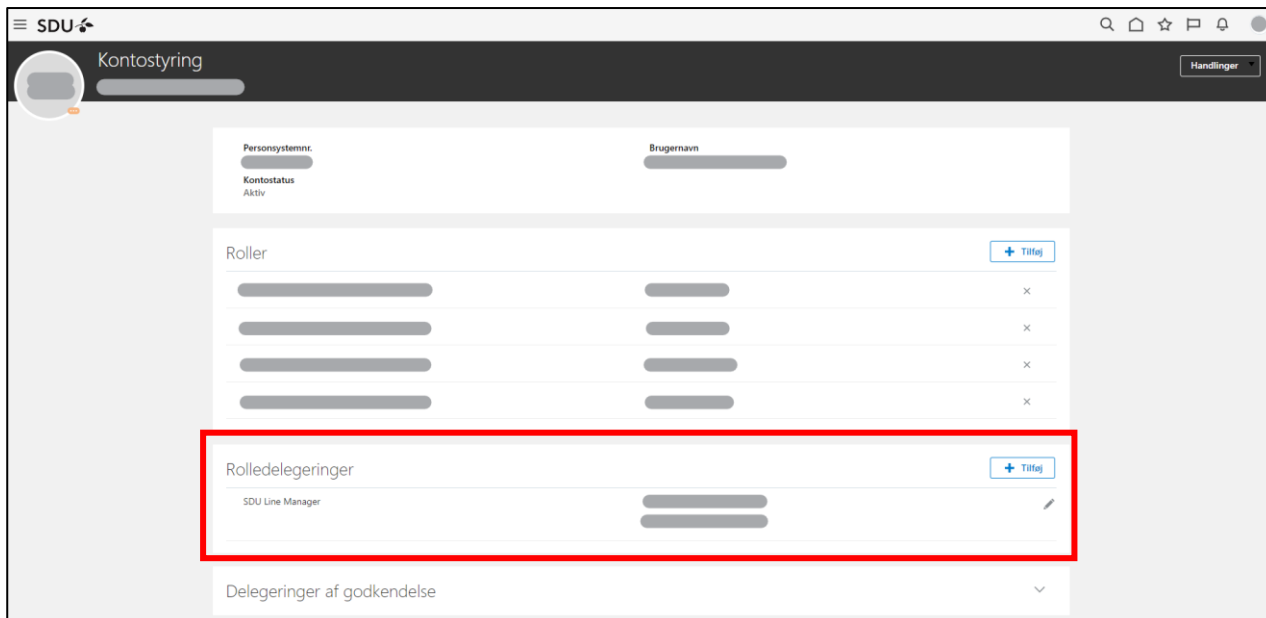 SDU
Kontostyring
Handlinger
Personsystemnr.
Brugernavn
Kontostatus
Aktiv
Roller
Tilføj
Rolledelegeringer
Tilføj
SDU Line Manager
Delegeringer af godkendelse